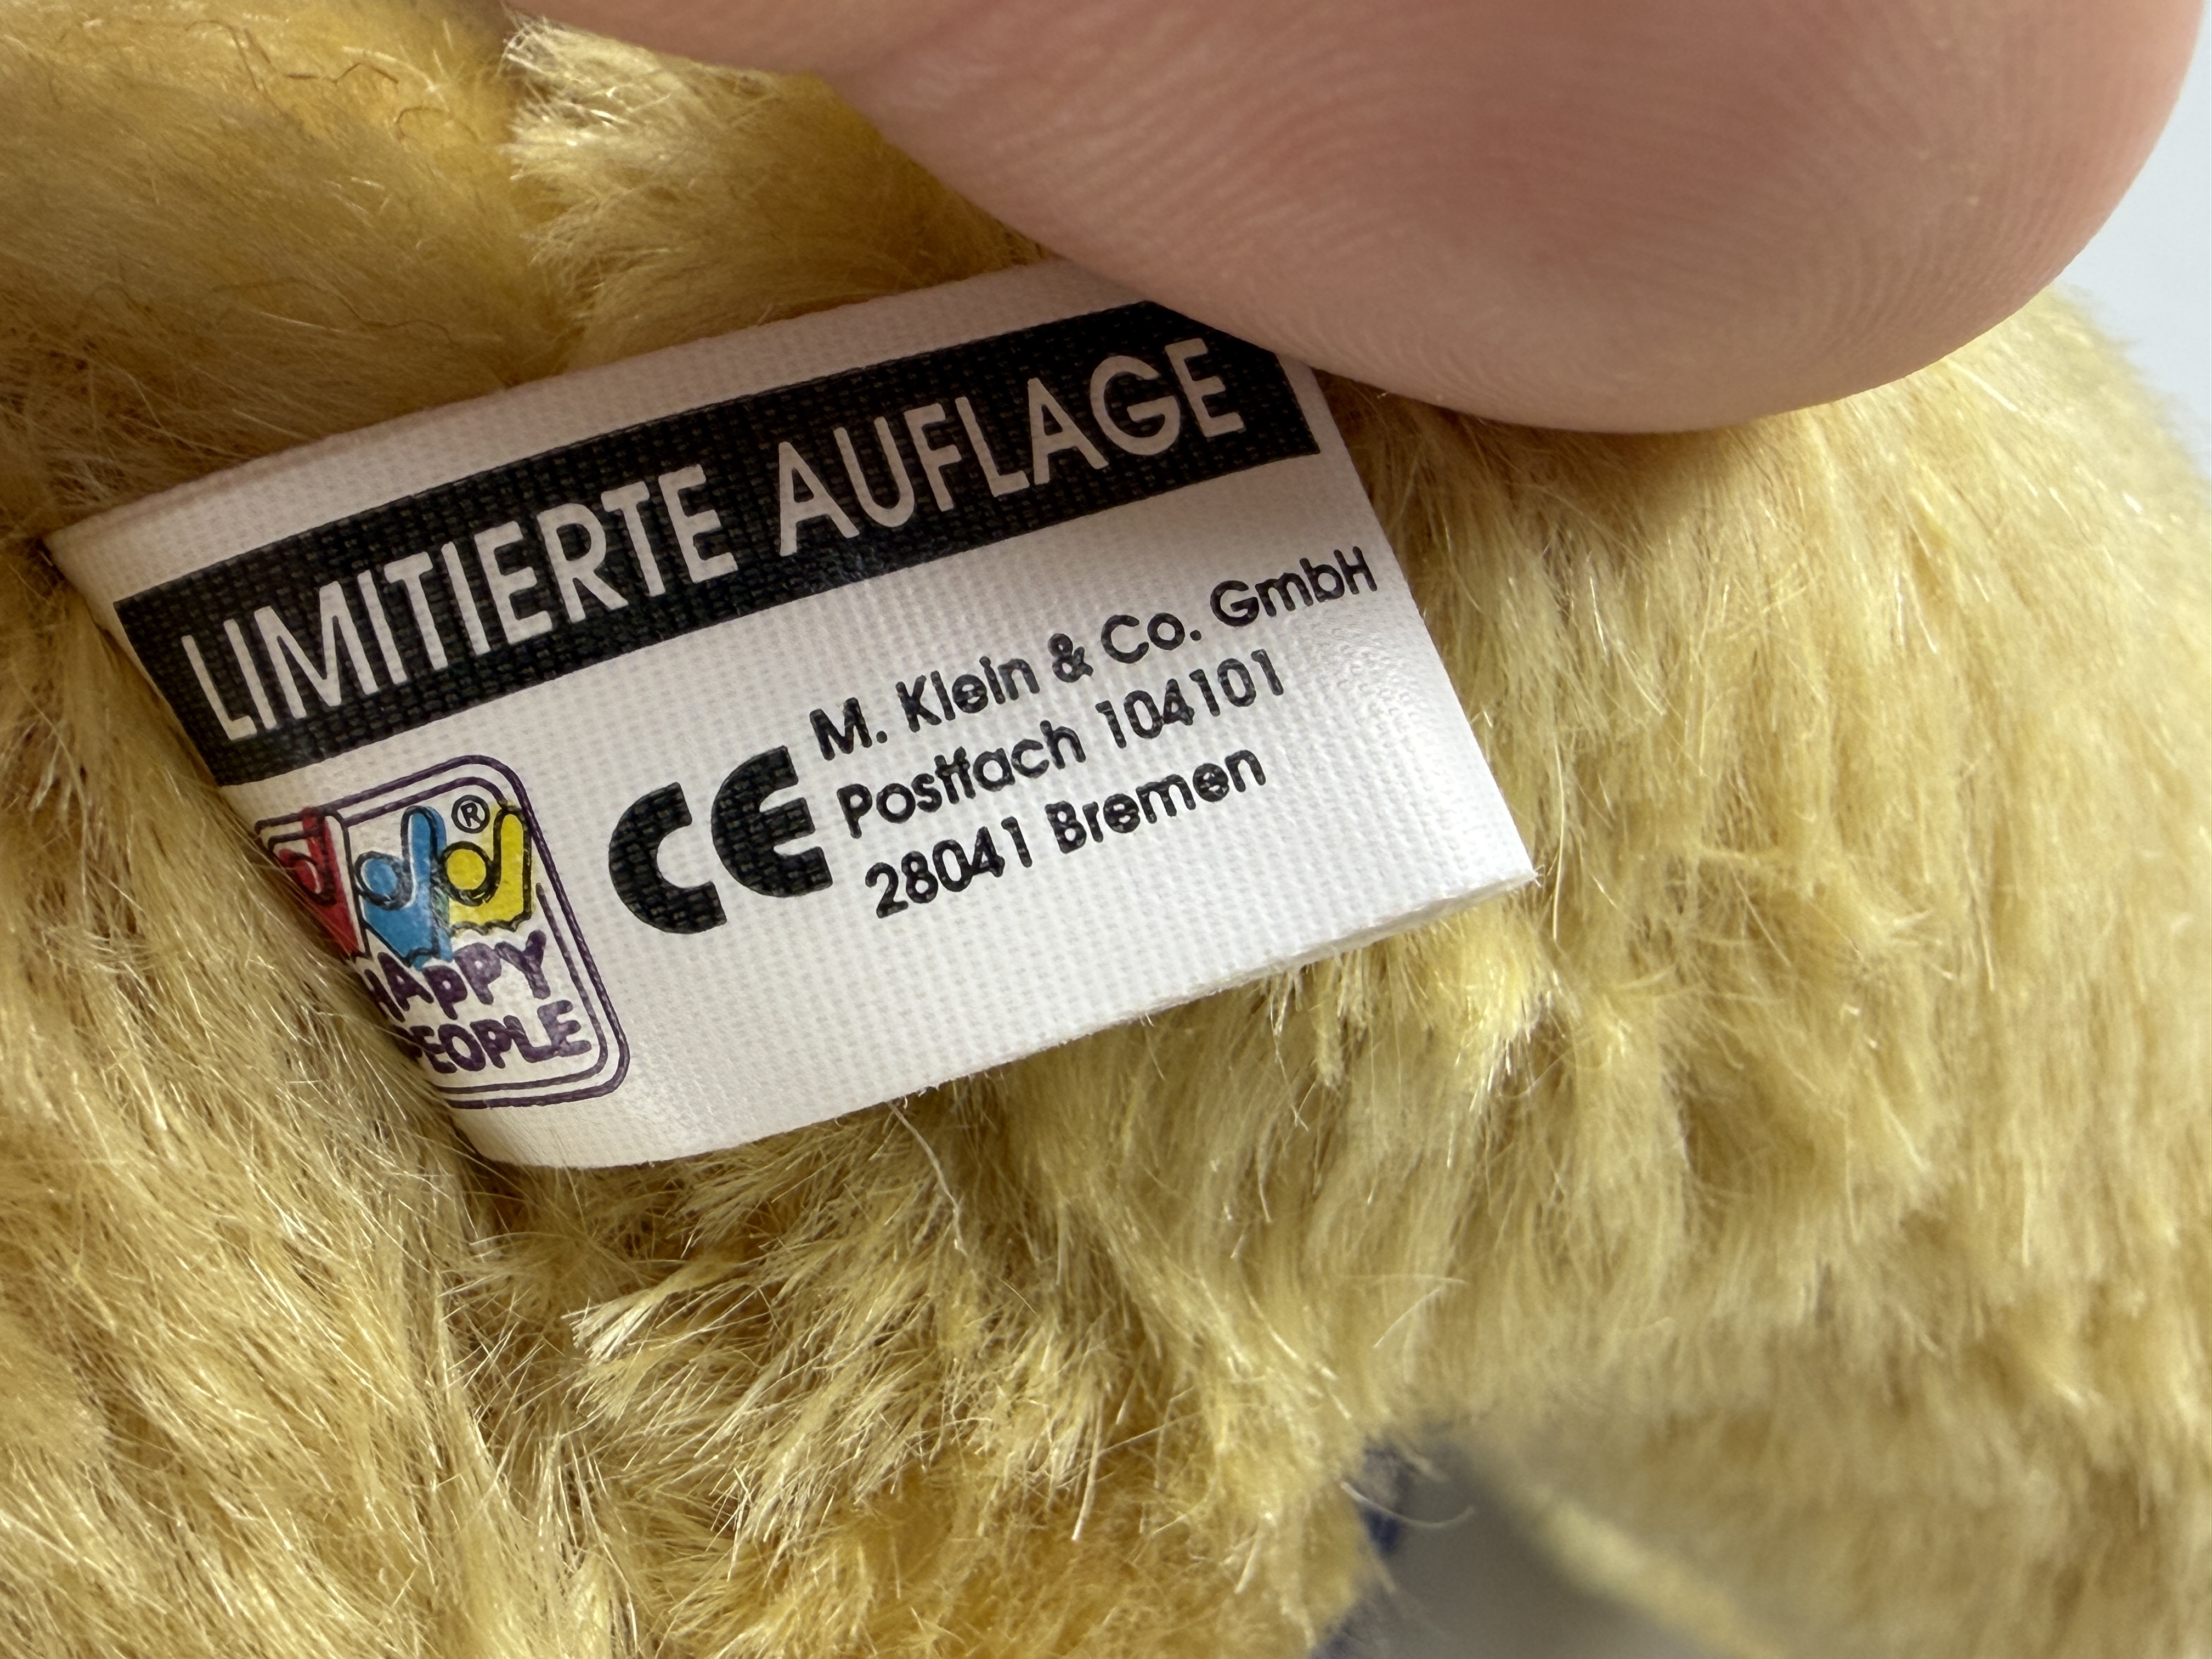 LIMITIERTE AUFLAGE
CE
M. Klein & Co. GmbH
Postfach 104101
28041 Bremen
®
HAPPY
PEOPLE